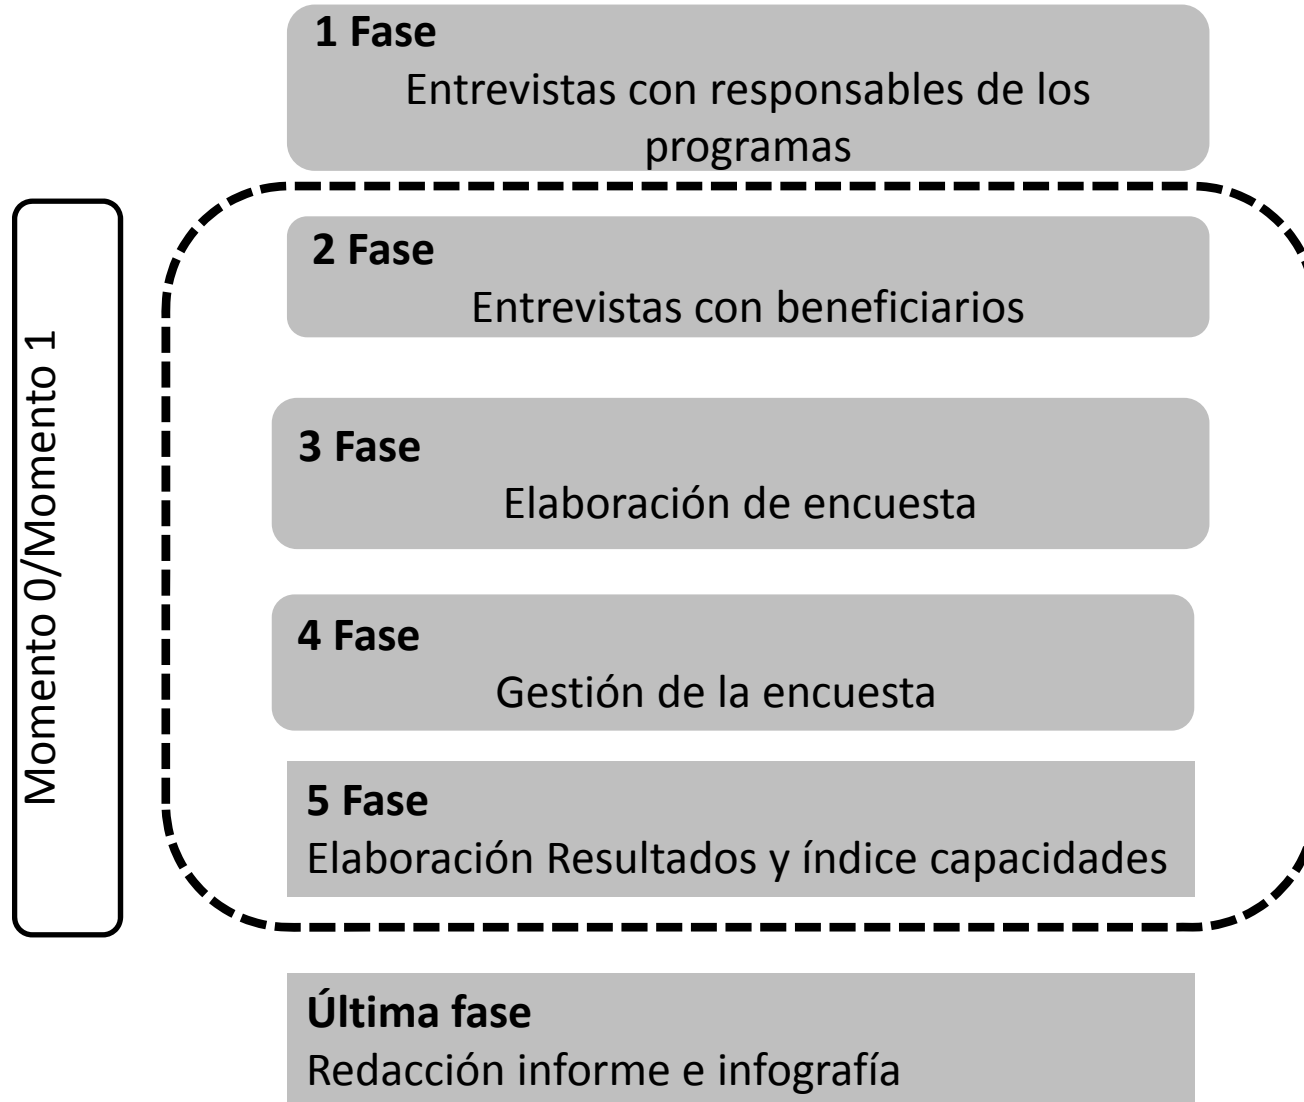 1 Fase
Entrevistas con responsables de los
programas
Momento 0/Momento 1
2 Fase
Entrevistas con beneficiarios
3 Fase
Elaboración de encuesta
4 Fase
Gestión de la encuesta
5 Fase
Elaboración Resultados y índice capacidades
Última fase
Redacción informe e infografía